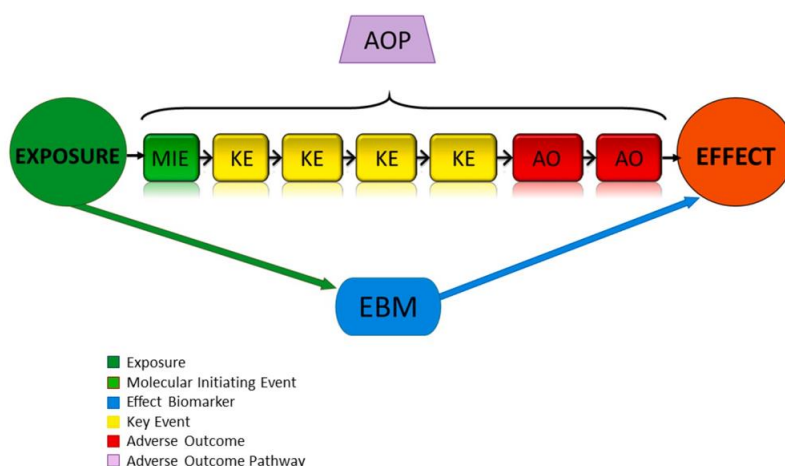 AOP
EXPOSURE
MIE
KE
KE
KE
KE
AO
AO
EFFECT
EBM
Exposure
Molecular Initiating Event
Effect Biomarker
Key Event
Adverse Outcome
Adverse Outcome Pathway